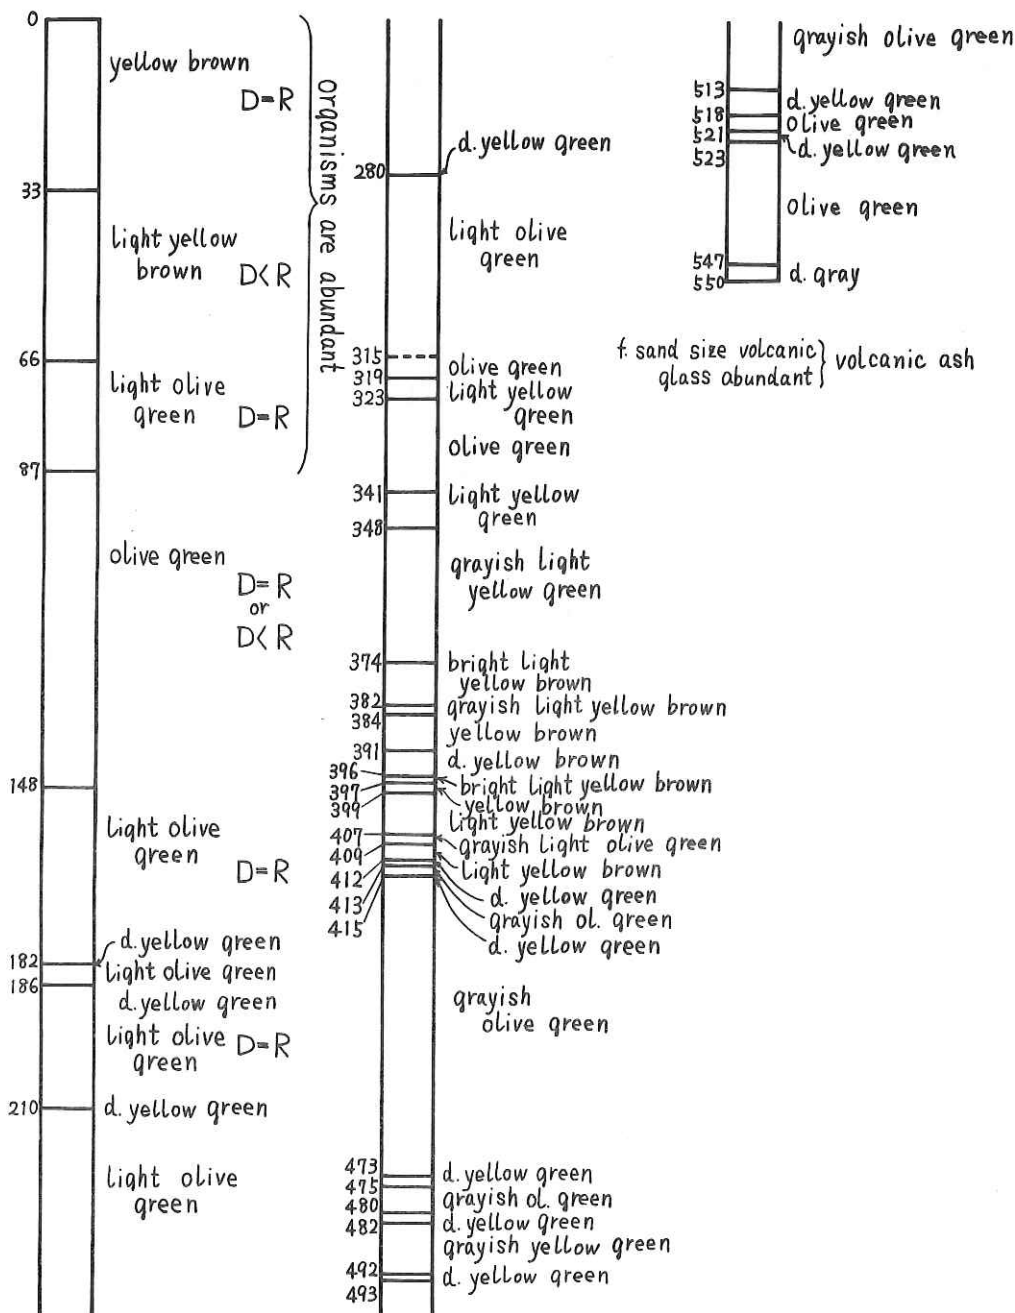 0
yellow brown
D=R
33
light yellow
brown
D<R
66
light olive
green
D=R
87
Organisms are abundant
olive green
D=R
or
D<R
148
light olive
green
D=R
182
d. yellow green
light olive green
186
d. yellow green
light olive
green
D=R
210
d. yellow green
light olive
green
280
d. yellow green
light olive
green
315
olive green
319
light yellow
green
323
olive green
341
light yellow
green
348
grayish light
yellow green
374
bright light
yellow brown
382
grayish light yellow brown
384
yellow brown
391
d. yellow brown
396
bright light yellow brown
397
yellow brown
399
light yellow brown
407
grayish light olive green
409
light yellow brown
412
d. yellow green
413
grayish ol. green
415
d. yellow green
grayish
olive green
473
d. yellow green
475
grayish ol. green
480
d. yellow green
482
grayish yellow green
492
d. yellow green
493
grayish olive green
513
d. yellow green
518
olive green
521
d. yellow green
523
olive green
547
d. gray
550
f. sand size volcanic
glass abundant
volcanic ash